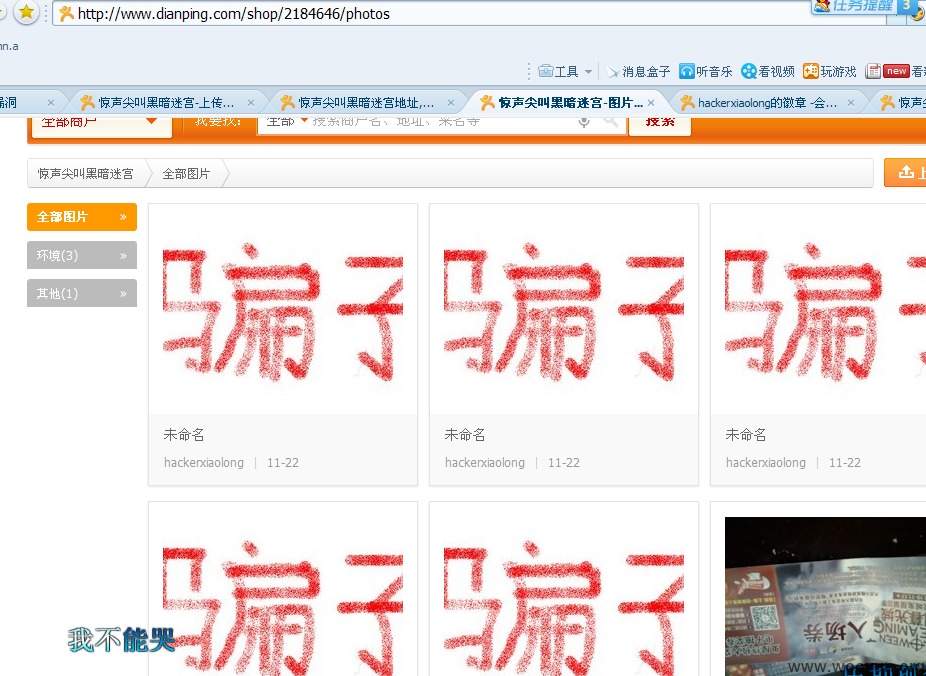 http://www.dianping.com/shop/2184646/photos
任务提醒 3
nn.a
工具 消息盒子 听音乐 看视频 玩游戏 new
漏洞 惊声尖叫黑暗迷宫-上传... 惊声尖叫黑暗迷宫地址,... 惊声尖叫黑暗迷宫-图片... hackerxiaolong的徽章 -会... 惊声
全部商户 我要找: 全部 搜索商户名、地址、菜名等 搜索
惊声尖叫黑暗迷宫 全部图片 上
全部图片 »
环境(3) »
其他(1) »
骗子 骗子 骗子
未命名 未命名 未命名
hackerxiaolong | 11-22 hackerxiaolong | 11-22 hackerxiaolong | 11-22
骗子 骗子
入场券
我不能哭